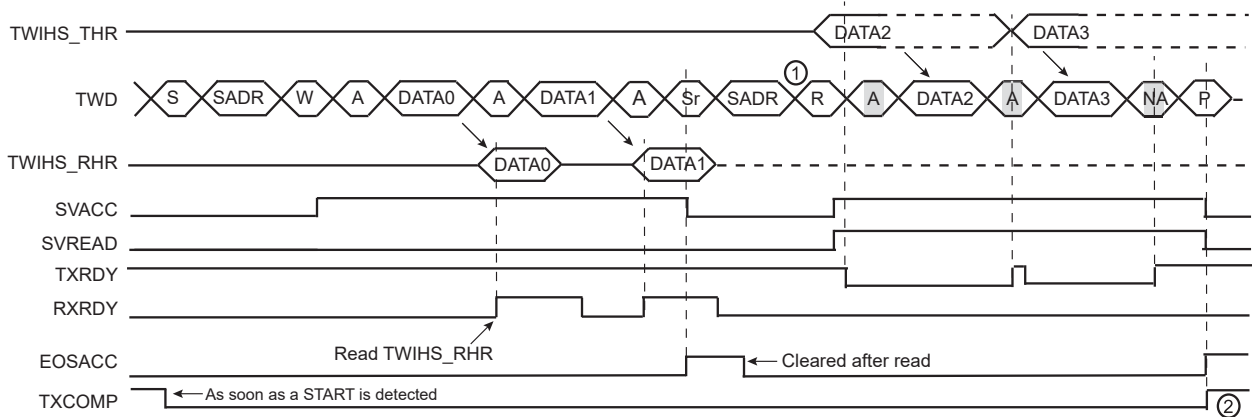 TWIHS_THR DATA2 DATA3
①
TWD S SADR W A DATA0 A DATA1 A Sr SADR R A DATA2 A DATA3 NA P
TWIHS_RHR DATA0 DATA1
SVACC
SVREAD
TXRDY
RXRDY
Read TWIHS_RHR
EOSACC Cleared after read
TXCOMP As soon as a START is detected ②